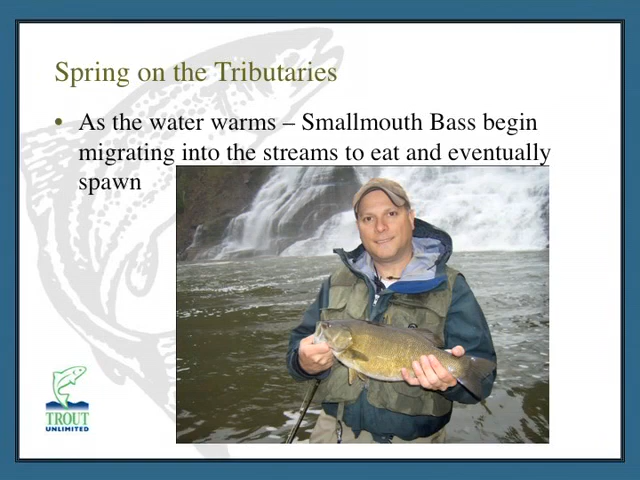 Spring on the Tributaries
• As the water warms – Smallmouth Bass begin
migrating into the streams to eat and eventually
spawn
TROUT
UNLIMITED